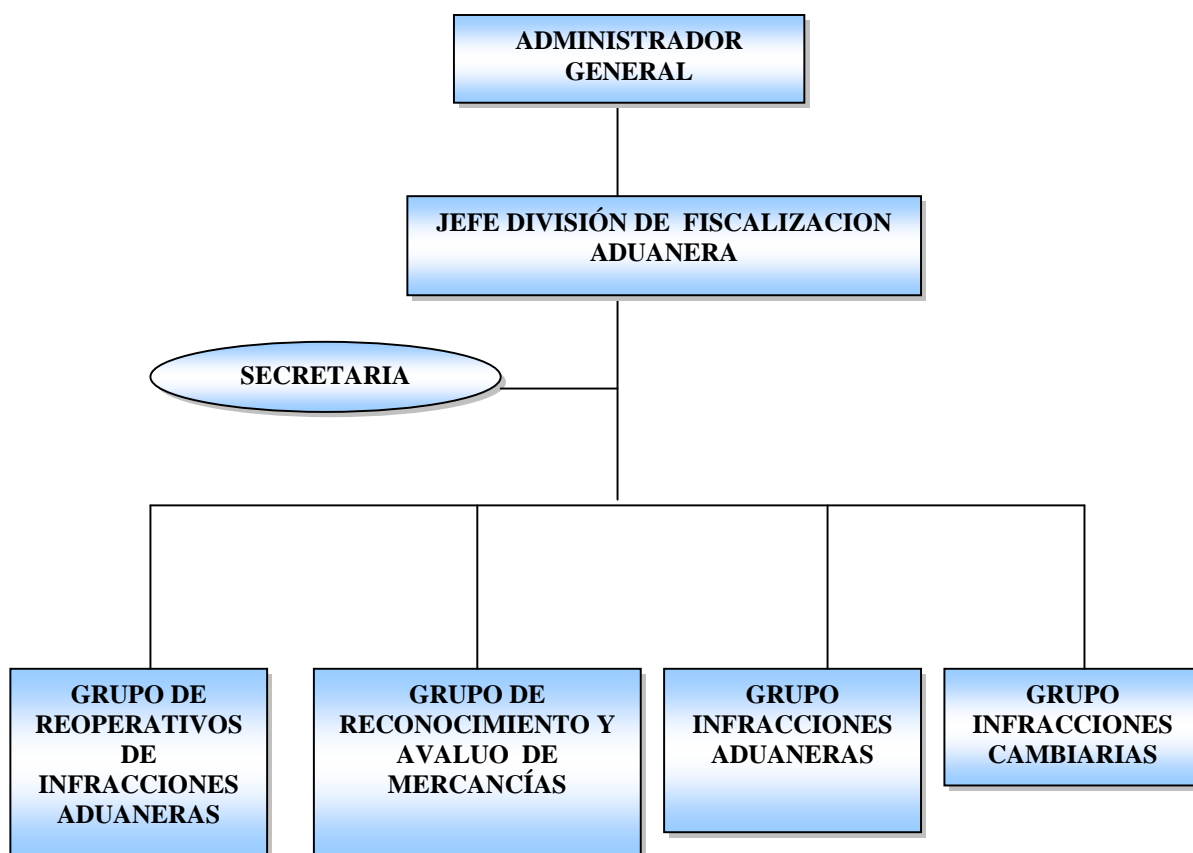 ADMINISTRADOR
GENERAL
JEFE DIVISIÓN DE FISCALIZACION
ADUANERA
SECRETARIA
GRUPO DE
REOPERATIVOS
DE
INFRACCIONES
ADUANERAS
GRUPO DE
RECONOCIMIENTO Y
AVALUO DE
MERCANCÍAS
GRUPO
INFRACCIONES
ADUANERAS
GRUPO
INFRACCIONES
CAMBIARIAS